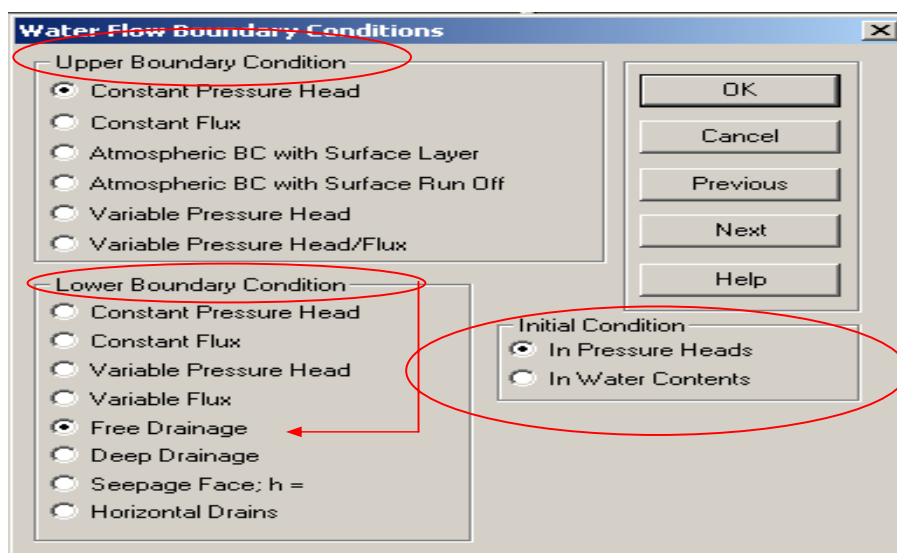 Water Flow Boundary Conditions
Upper Boundary Condition
Constant Pressure Head
Constant Flux
Atmospheric BC with Surface Layer
Atmospheric BC with Surface Run Off
Variable Pressure Head
Variable Pressure Head/Flux
OK
Cancel
Previous
Next
Help
Lower Boundary Condition
Constant Pressure Head
Constant Flux
Variable Pressure Head
Variable Flux
Free Drainage
Deep Drainage
Seepage Face; h =
Horizontal Drains
Initial Condition
In Pressure Heads
In Water Contents